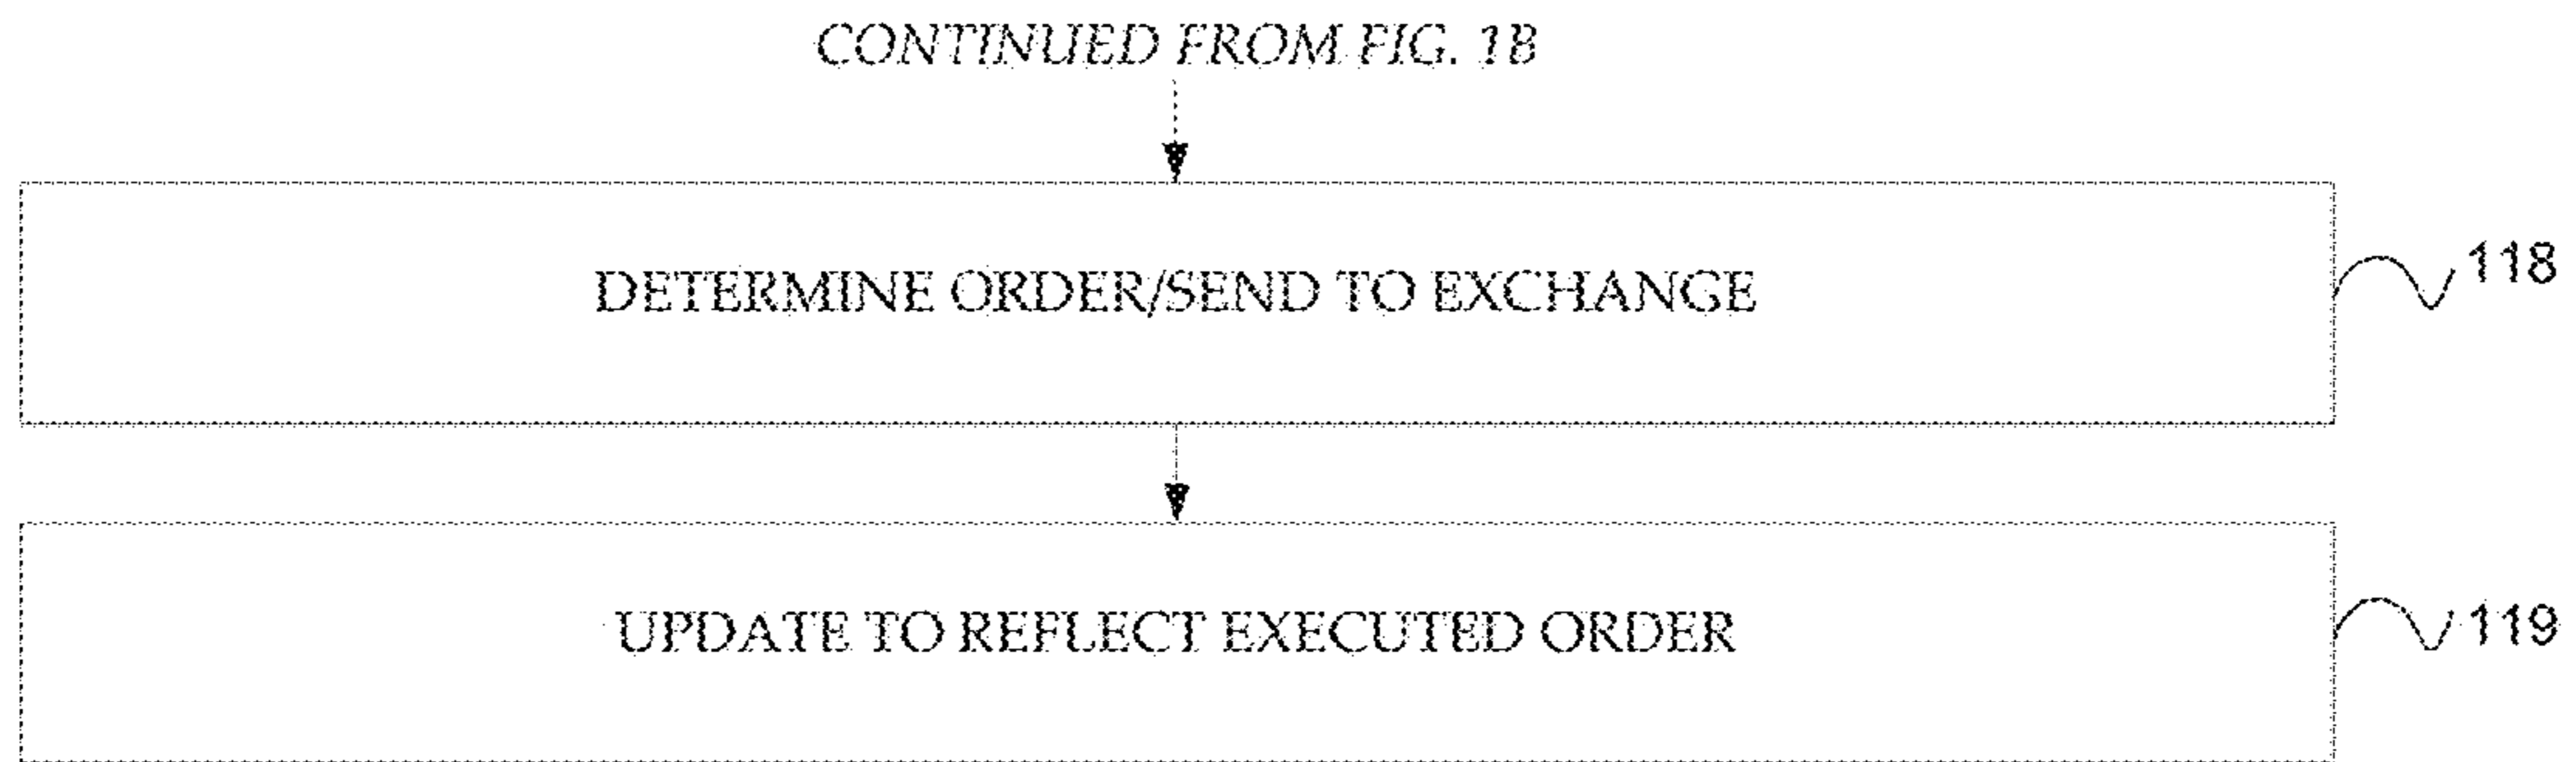 CONTINUED FROM FIG. 1B
DETERMINE ORDER/SEND TO EXCHANGE
118
UPDATE TO REFLECT EXECUTED ORDER
119